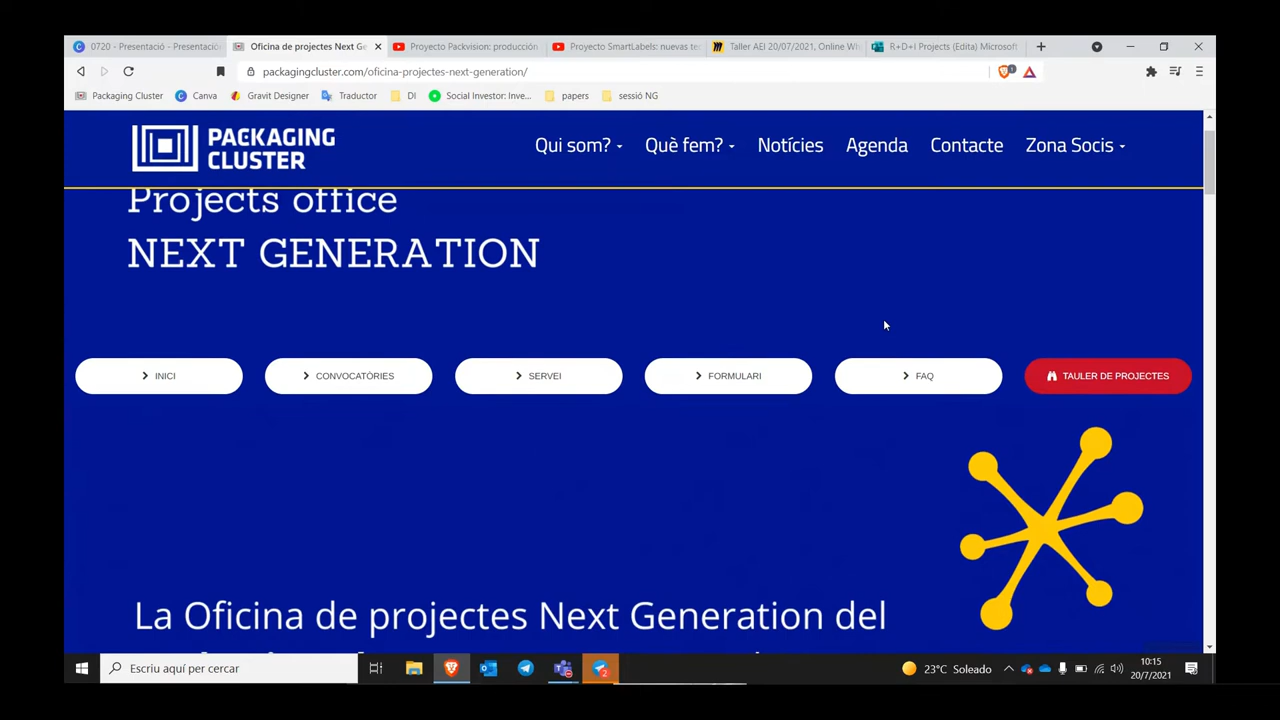 0720 - Presentació - Presentació
Oficina de projectes Next Ge
Proyecto Packvision: producción
Proyecto SmartLabels: nuevas te
Taller AEI 20/07/2021, Online Wh
R+D+I Projects (Edita) Microsoft
packagingcluster.com/oficina-projectes-next-generation/
1
Packaging Cluster
Canva
Gravit Designer
Traductor
DI
Social Investor: Inve...
papers
sessió NG
PACKAGING
CLUSTER
Qui som?
Què fem?
Notícies
Agenda
Contacte
Zona Socis
Projects office
NEXT GENERATION
INICI
CONVOCATÒRIES
SERVEI
FORMULARI
FAQ
TAULER DE PROJECTES
La Oficina de projectes Next Generation del
Escriu aquí per cercar
2
23°C Soleado
10:15
20/7/2021